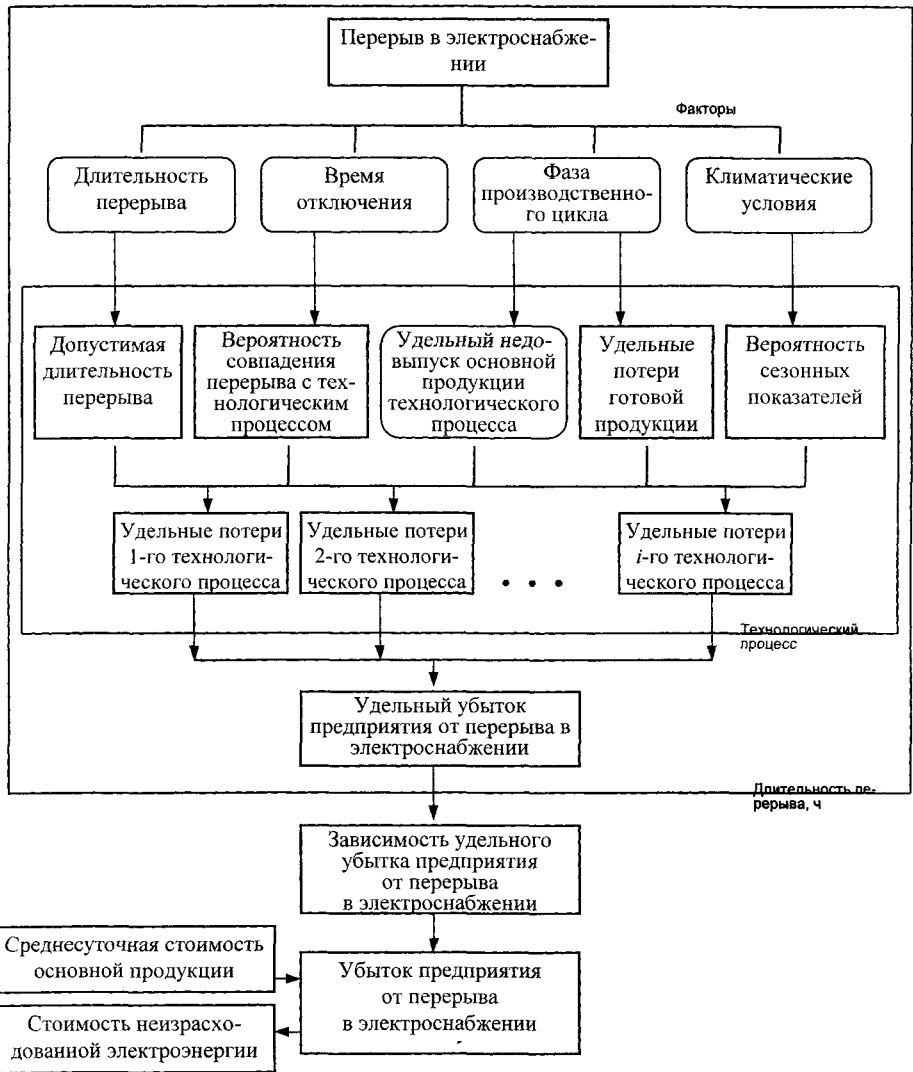 Перерыв в электроснабже-
нии
Факторы
Длительность
перерыва
Время
отключения
Фаза
производственно-
го цикла
Климатические
условия
Допустимая
длительность
перерыва
Вероятность
совпадения
перерыва с тех-
нологическим
процессом
Удельный недо-
выпуск основной
продукции
технологического
процесса
Удельные
потери
готовой
продукции
Вероятность
сезонных
показателей
Удельные потери
1-го технологи-
ческого процесса
Удельные потери
2-го технологи-
ческого процесса
• • •
Удельные потери
i-го технологи-
ческого процесса
Технологический
процесс
Удельный убыток
предприятия от перерыва в
электроснабжении
Длительность пе-
рерыва, ч
Зависимость удельного
убытка предприятия
от перерыва
в электроснабжении
Среднесуточная стоимость
основной продукции
Убыток предприятия
от перерыва
в электроснабжении
Стоимость неизрасхо-
дованной электроэнергии